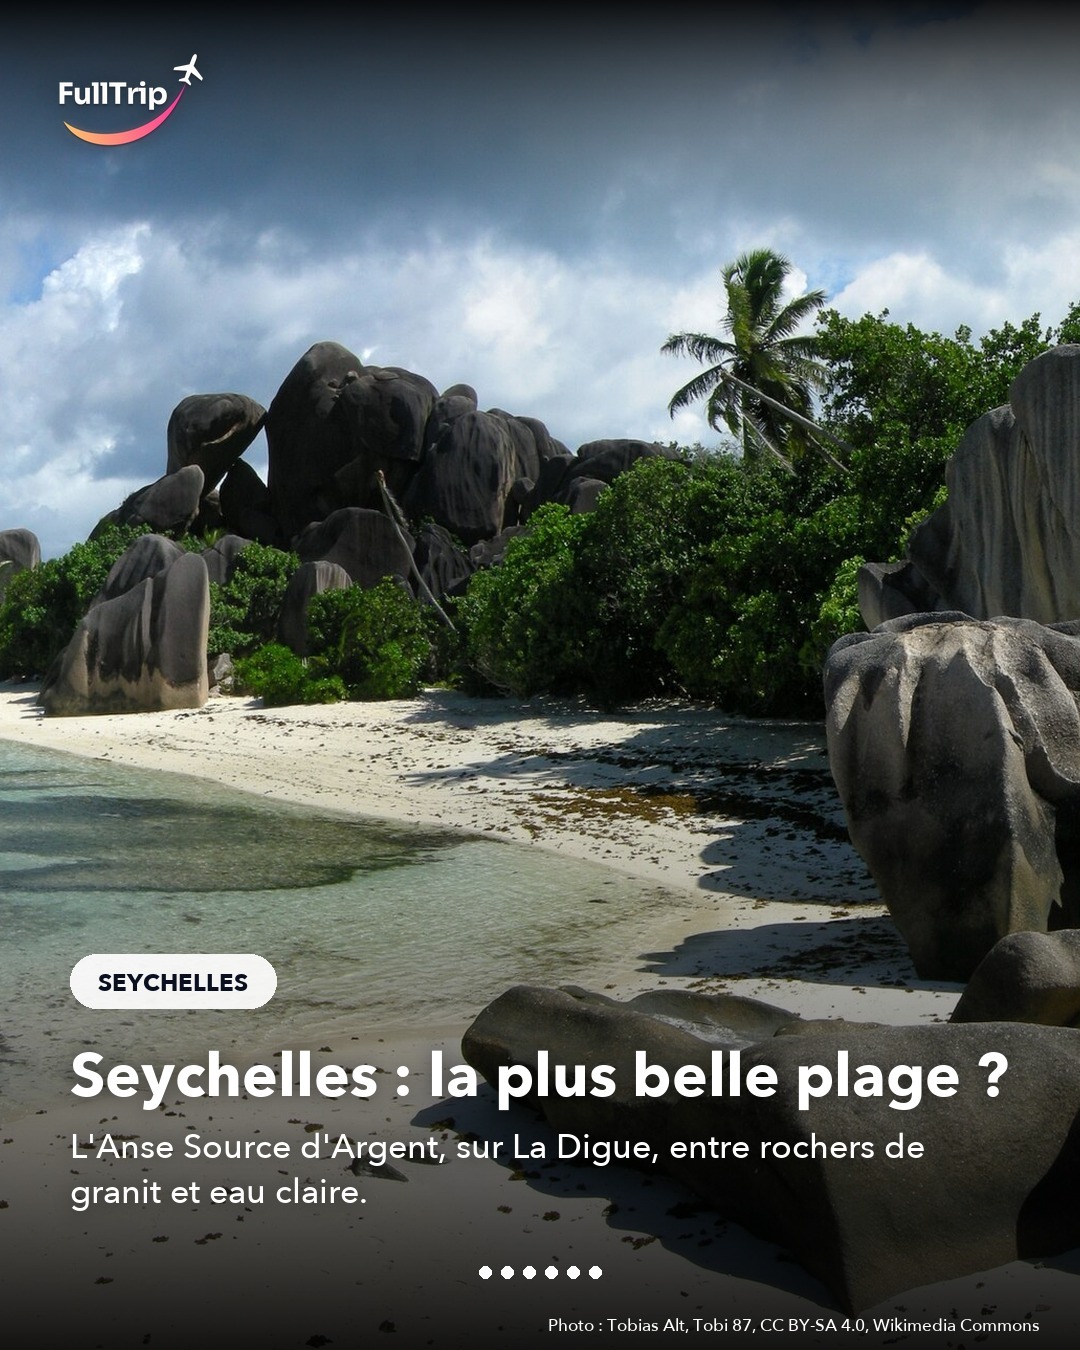 FullTrip
SEYCHELLES
Seychelles : la plus belle plage ?
L'Anse Source d'Argent, sur La Digue, entre rochers de
granit et eau claire.
Photo : Tobias Alt, Tobi 87, CC BY-SA 4.0, Wikimedia Commons